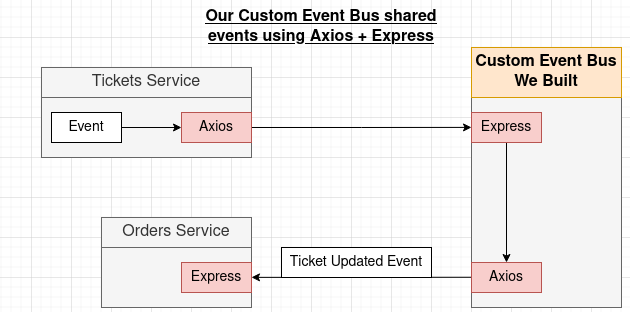 Our Custom Event Bus shared
events using Axios + Express
Custom Event Bus
We Built
Tickets Service
Event
Axios
Express
Orders Service
Ticket Updated Event
Express
Axios